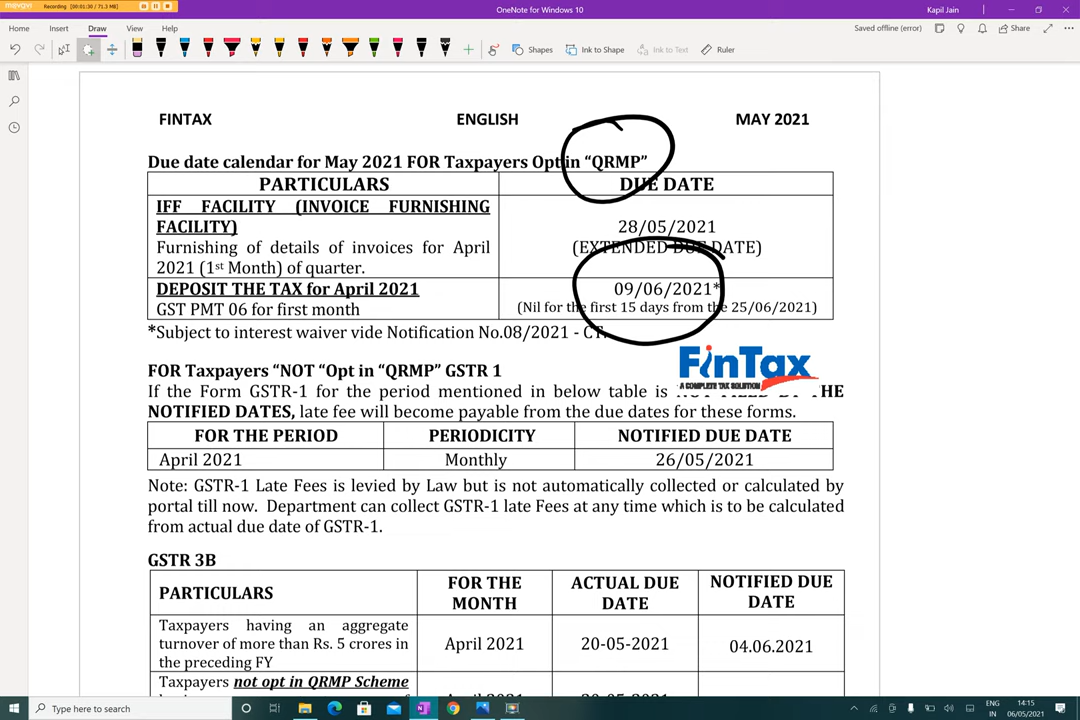 movavi
Recording [00:01:30 / 71.3 MB]
OneNote for Windows 10
Kapil Jain
Home Insert Draw View Help
Saved offline (error) Share
Shapes Ink to Shape Ink to Text Ruler
FINTAX ENGLISH MAY 2021
Due date calendar for May 2021 FOR Taxpayers Opt in “QRMP”
PARTICULARS DUE DATE
IFF FACILITY (INVOICE FURNISHING
FACILITY)
Furnishing of details of invoices for April
2021 (1st Month) of quarter.
28/05/2021
(EXTENDED DUE DATE)
DEPOSIT THE TAX for April 2021
GST PMT 06 for first month
09/06/2021*
(Nil for the first 15 days from the 25/06/2021)
*Subject to interest waiver vide Notification No.08/2021 - CT.
FinTax
A COMPLETE TAX SOLUTION
FOR Taxpayers “NOT “Opt in “QRMP” GSTR 1
If the Form GSTR-1 for the period mentioned in below table is THE
NOTIFIED DATES, late fee will become payable from the due dates for these forms.
FOR THE PERIOD PERIODICITY NOTIFIED DUE DATE
April 2021 Monthly 26/05/2021
Note: GSTR-1 Late Fees is levied by Law but is not automatically collected or calculated by
portal till now. Department can collect GSTR-1 late Fees at any time which is to be calculated
from actual due date of GSTR-1.
GSTR 3B
PARTICULARS
FOR THE
MONTH
ACTUAL DUE
DATE
NOTIFIED DUE
DATE
Taxpayers having an aggregate
turnover of more than Rs. 5 crores in
the preceding FY
April 2021
20-05-2021
04.06.2021
Taxpayers not opt in QRMP Scheme
Type here to search
ENG
IN
14:15
06/05/2021